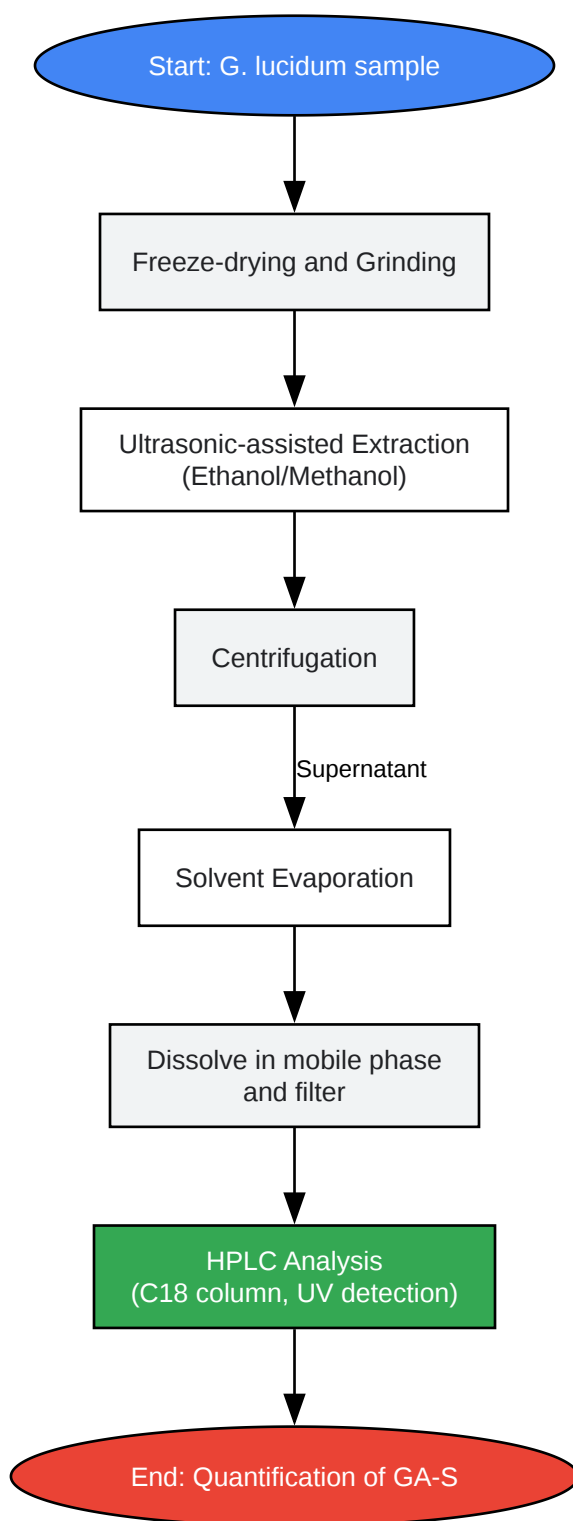 Start: G. lucidum sample
Freeze-drying and Grinding
Ultrasonic-assisted Extraction
(Ethanol/Methanol)
Centrifugation
Supernatant
Solvent Evaporation
Dissolve in mobile phase
and filter
HPLC Analysis
(C18 column, UV detection)
End: Quantification of GA-S